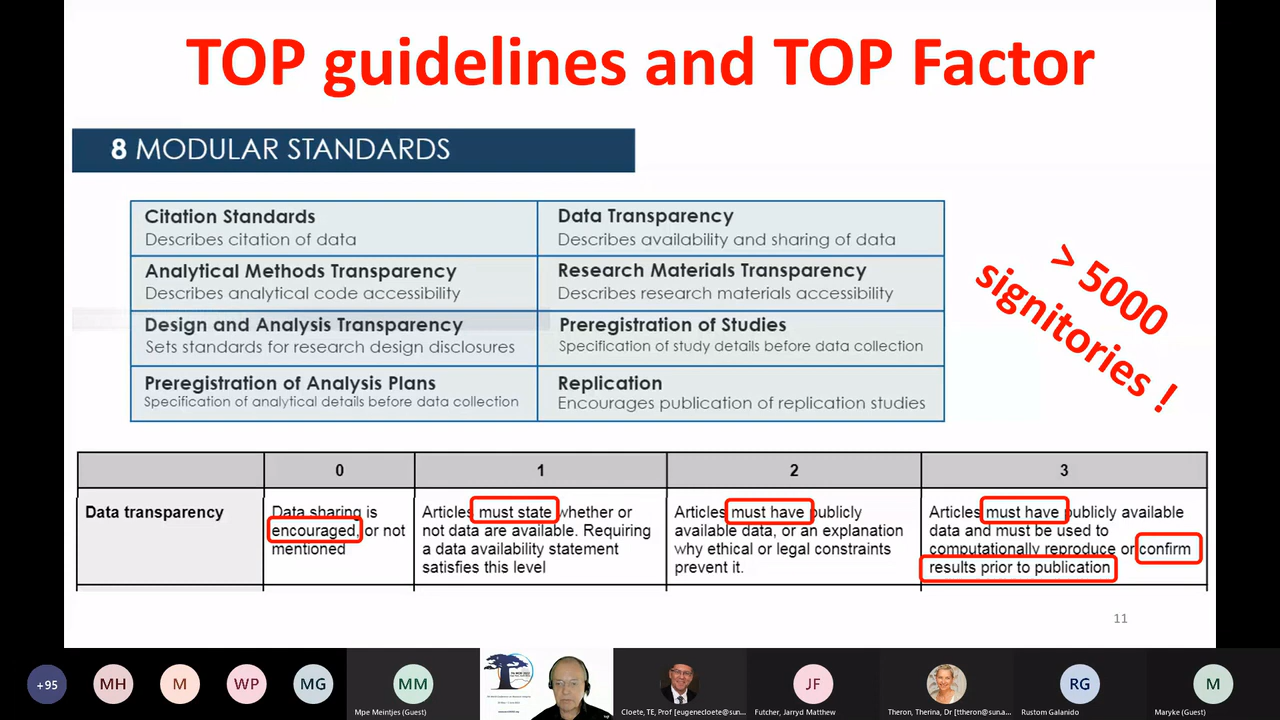 TOP guidelines and TOP Factor
8 MODULAR STANDARDS
Citation Standards
Describes citation of data
Data Transparency
Describes availability and sharing of data
Analytical Methods Transparency
Describes analytical code accessibility
Research Materials Transparency
Describes research materials accessibility
Design and Analysis Transparency
Sets standards for research design disclosures
Preregistration of Studies
Specification of study details before data collection
Preregistration of Analysis Plans
Specification of analytical details before data collection
Replication
Encourages publication of replication studies
> 5000
signitories !
0
1
2
3
Data transparency
Data sharing is
encouraged, or not
mentioned
Articles must state whether or
not data are available. Requiring
a data availability statement
satisfies this level
Articles must have publicly
available data, or an explanation
why ethical or legal constraints
prevent it.
Articles must have publicly available
data and must be used to
computationally reproduce or confirm
results prior to publication
11
+95
MH
M
WP
MG
MM
Mpe Meintjes (Guest)
Cloete, TE, Prof [eugenecloete@sun...
JF
Futcher, Jarryd Matthew
Theron, Therina, Dr [ttheron@sun.a...
RG
Rustom Galanido
M
Maryke (Guest)